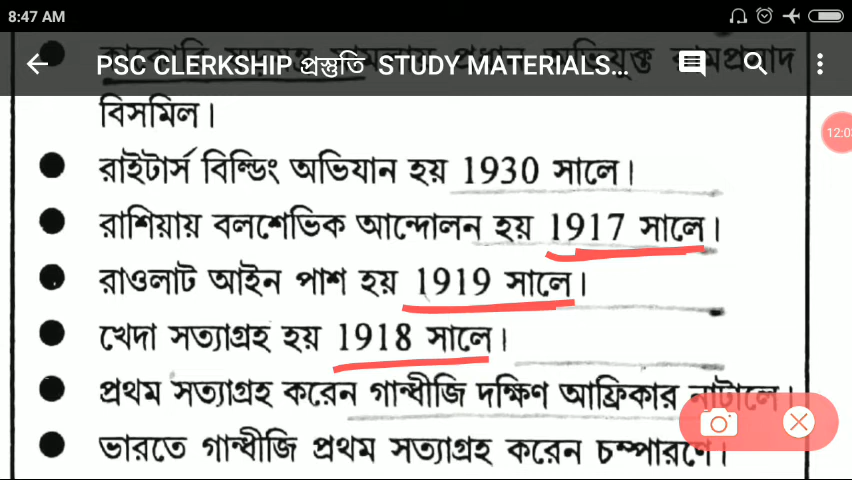 8:47 AM
PSC CLERKSHIP প্রস্তুতি STUDY MATERIALS...
বিসমিল।
12:0
রাইটার্স বিল্ডিং অভিযান হয় 1930 সালে।
রাশিয়ায় বলশেভিক আন্দোলন হয় 1917 সালে।
রাওলাট আইন পাশ হয় 1919 সালে।
খেদা সত্যাগ্রহ হয় 1918 সালে।
প্রথম সত্যাগ্রহ করেন গান্ধীজি দক্ষিণ আফ্রিকার নাটালে।
ভারতে গান্ধীজি প্রথম সত্যাগ্রহ করেন চম্পারণে।